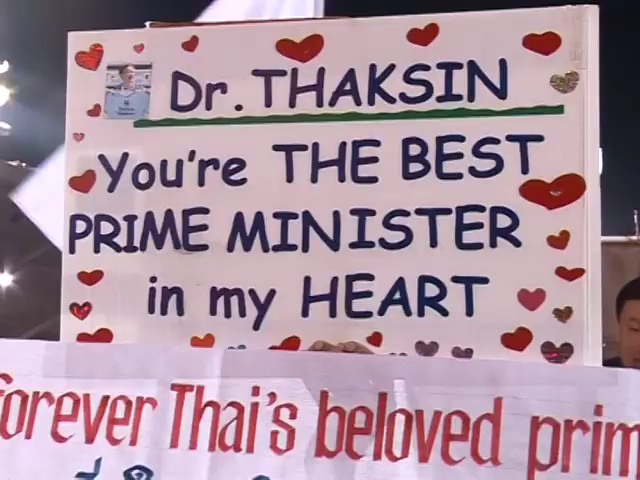 Dr. THAKSIN
You're THE BEST
PRIME MINISTER
in my HEART
forever Thai's beloved prim